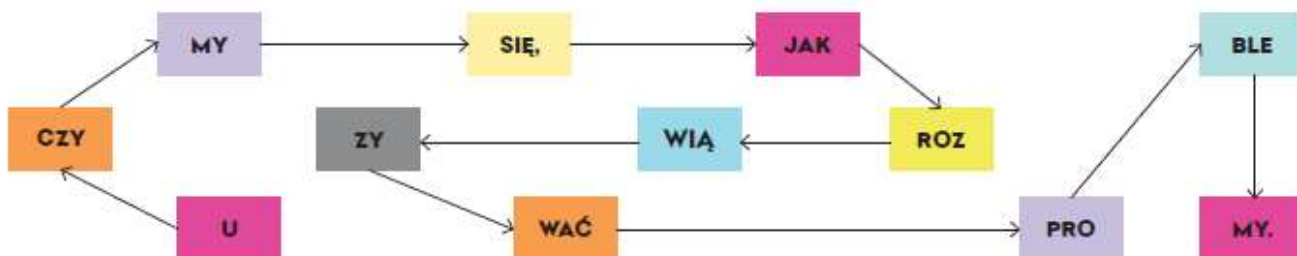 U
CZY
MY
SIĘ,
JAK
ROZ
WIĄ
ZY
WAĆ
PRO
BLE
MY.